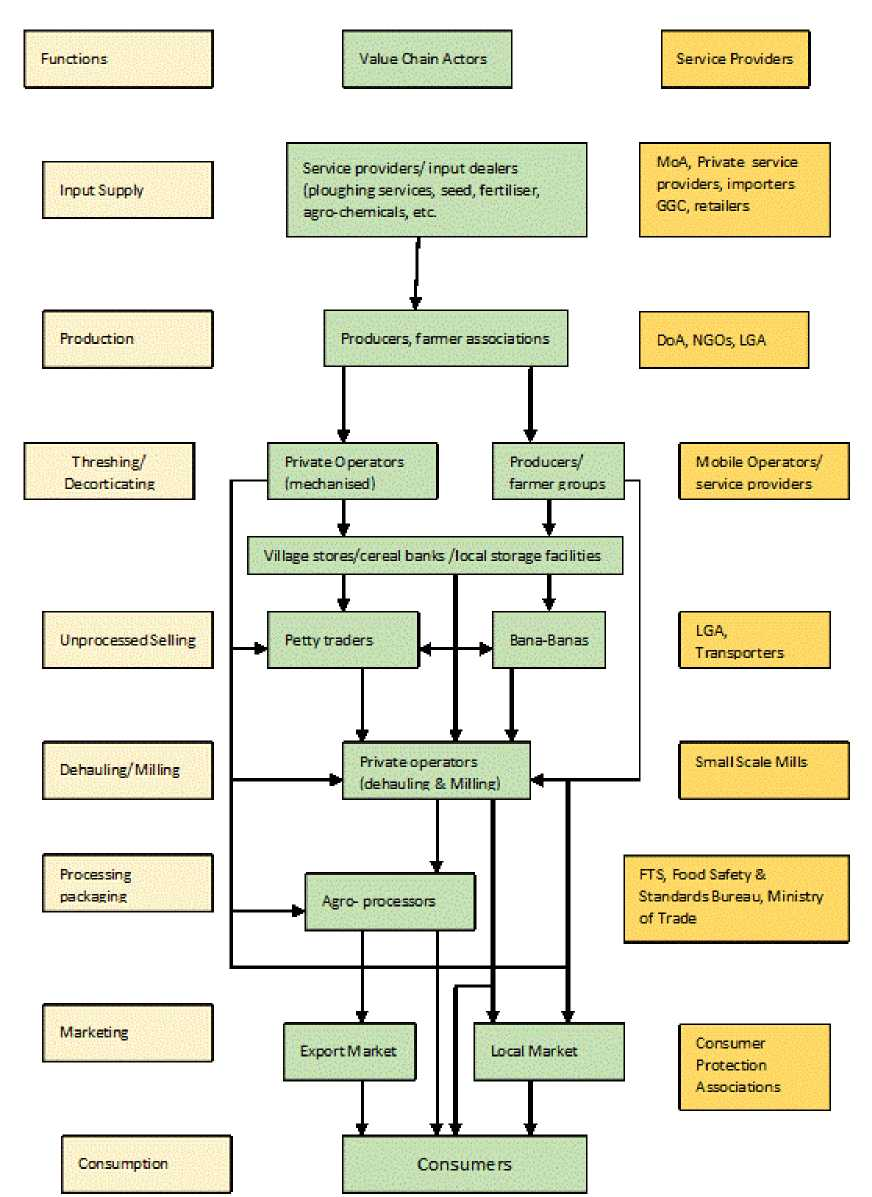 Functions
Value Chain Actors
Service Providers
Input Supply
Service providers/ input dealers
(ploughing services, seed, fertiliser,
agro-chemicals, etc.
MoA, Private service
providers, importers
GGC, retailers
Production
Producers, farmer associations
DoA, NGOs, LGA
Threshing/
Decorticating
Private Operators
(mechanised)
Producers/
farmer groups
Mobile Operators/
service providers
Village stores/cereal banks /local storage facilities
Unprocessed Selling
Petty traders
Bana-Banas
LGA,
Transporters
Dehauling/Milling
Private operators
(dehauling & Milling)
Small Scale Mills
Processing
packaging
Agro- processors
FTS, Food Safety &
Standards Bureau, Ministry
of Trade
Marketing
Export Market
Local Market
Consumer
Protection
Associations
Consumption
Consumers